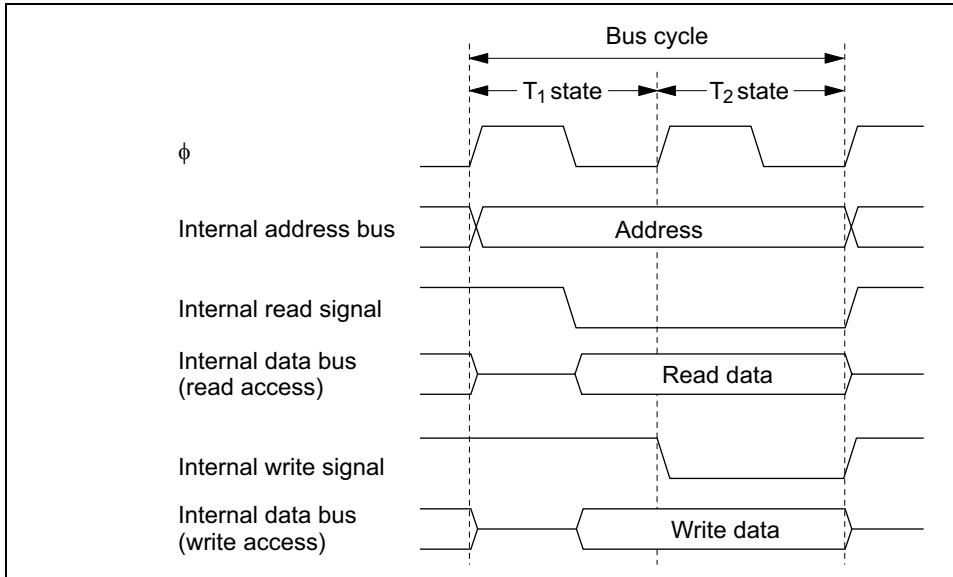 Bus cycle
T1 state
T2 state
ϕ
Internal address bus
Address
Internal read signal
Internal data bus
(read access)
Read data
Internal write signal
Internal data bus
(write access)
Write data